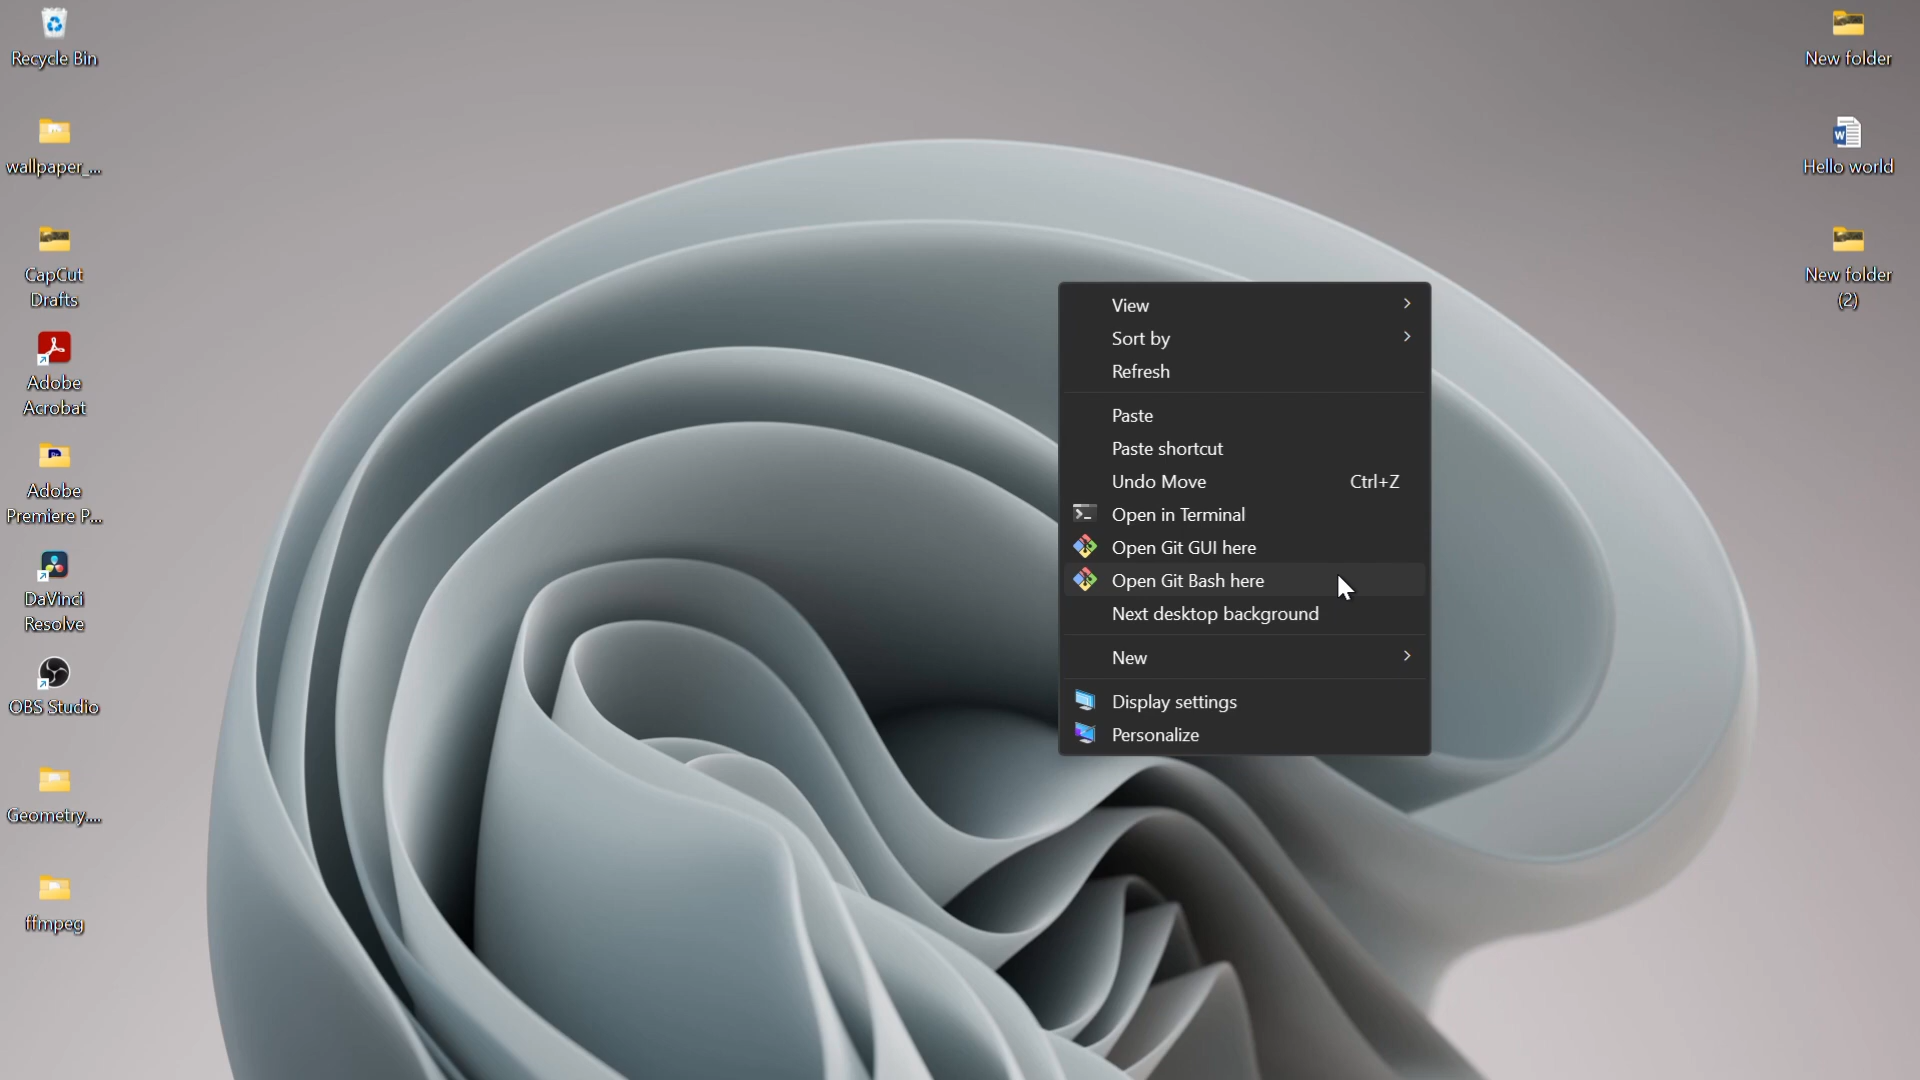 Recycle Bin
wallpaper_...
CapCut
Drafts
Adobe
Acrobat
Adobe
Premiere P...
DaVinci
Resolve
OBS Studio
Geometry....
ffmpeg
View
Sort by
Refresh
Paste
Paste shortcut
Undo Move Ctrl+Z
Open in Terminal
Open Git GUI here
Open Git Bash here
Next desktop background
New
Display settings
Personalize
New folder
Hello world
New folder
(2)